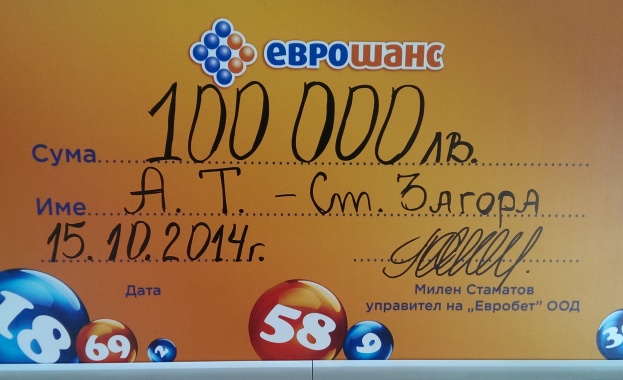 еврошанс
Сума 100 000 лв.
Име А. Т. - Ст. Загора
15.10.2014г.
Дата
Милен Стаматов
управител на „Евробет” ООД
18
69
2
58
9